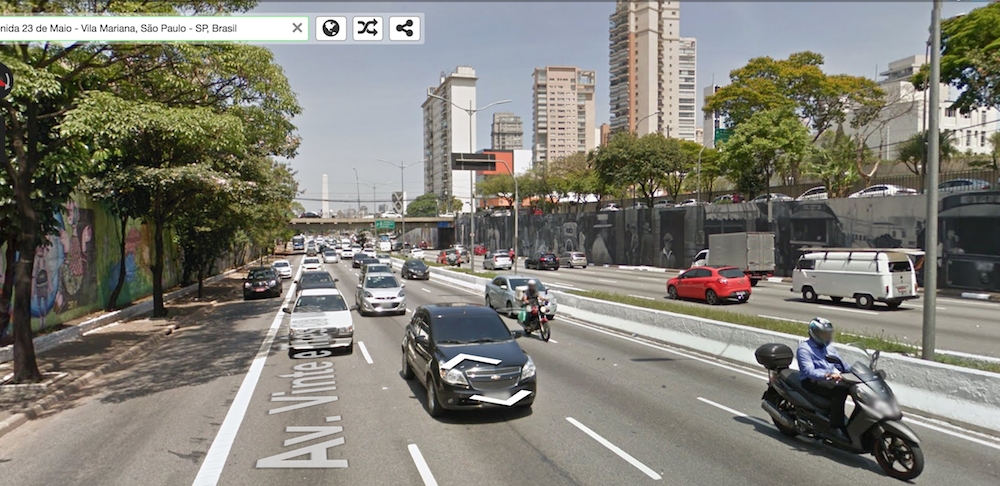 nida 23 de Maio - Vila Mariana, São Paulo - SP, Brasil
Av. Vinte e